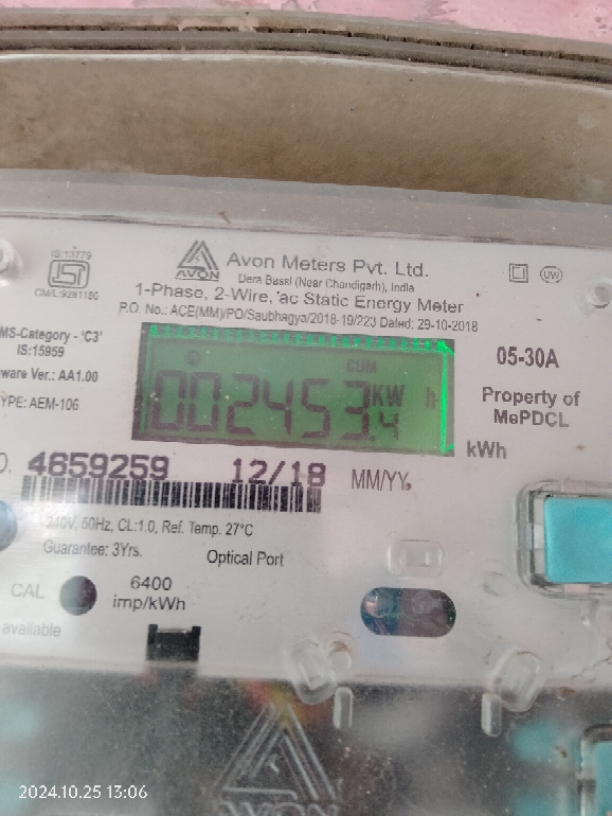 IS:13779
ISI
CM/L:9281180
AVON
Avon Meters Pvt. Ltd.
Dera Bassi (Near Chandigarh), India
1-Phase, 2-Wire, ac Static Energy Meter
P.O. No.: ACE(MM)/PO/Saubhagya/2018-19/223 Dated: 29-10-2018
UW
MS-Category - 'C3'
IS:15959
ware Ver.: AA1.00
YPE: AEM-106
CUM
002453.4 KW h
05-30A
Property of
MePDCL
kWh
O. 4659259 12/18 MM/YY.
240V, 50Hz, CL:1.0, Ref. Temp. 27°C
Guarantee: 3Yrs.
Optical Port
CAL
6400
imp/kWh
available
AVON
2024.10.25 13:06